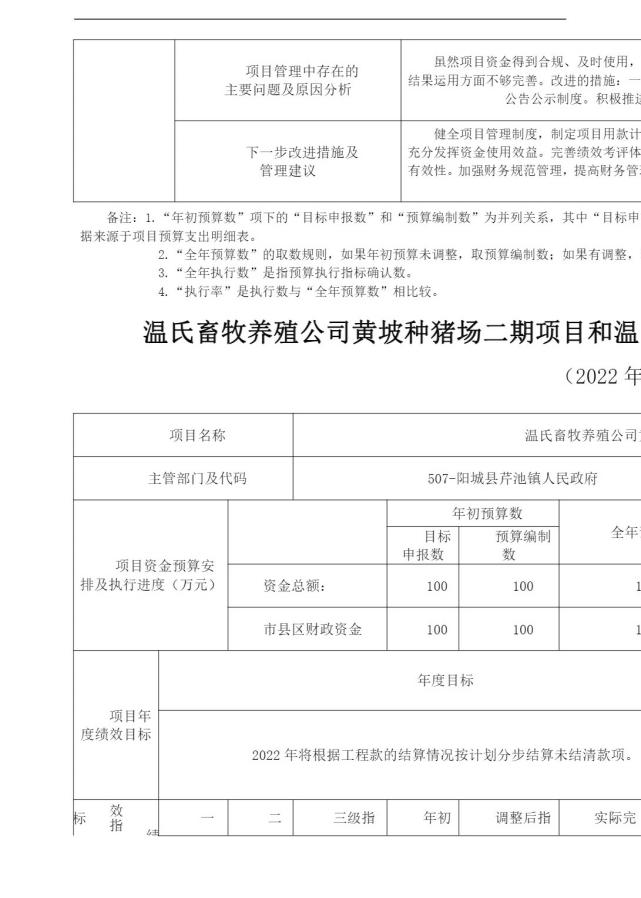 项目管理中存在的
主要问题及原因分析
虽然项目资金得到合规、及时使用，
结果运用方面不够完善。改进的措施：一
公告公示制度。积极推进
下一步改进措施及
管理建议
健全项目管理制度，制定项目用款计
充分发挥资金使用效益。完善绩效考评体
有效性。加强财务规范管理，提高财务管理
备注：1.“年初预算数”项下的“目标申报数”和“预算编制数”为并列关系，其中“目标申
据来源于项目预算支出明细表。
2.“全年预算数”的取数规则，如果年初预算未调整，取预算编制数；如果有调整，
3.“全年执行数”是指预算执行指标确认数。
4.“执行率”是执行数与“全年预算数”相比较。
温氏畜牧养殖公司黄坡种猪场二期项目和温
（2022 年
项目名称
温氏畜牧养殖公司
主管部门及代码
507-阳城县芹池镇人民政府
项目资金预算安
排及执行进度（万元）
年初预算数
目标
申报数
预算编制
数
全年
资金总额：
100
100
1
市县区财政资金
100
100
1
项目年
度绩效目标
年度目标
2022 年将根据工程款的结算情况按计划分步结算未结清款项。
标
效
指
一
二
三级指
年初
调整后指
实际完